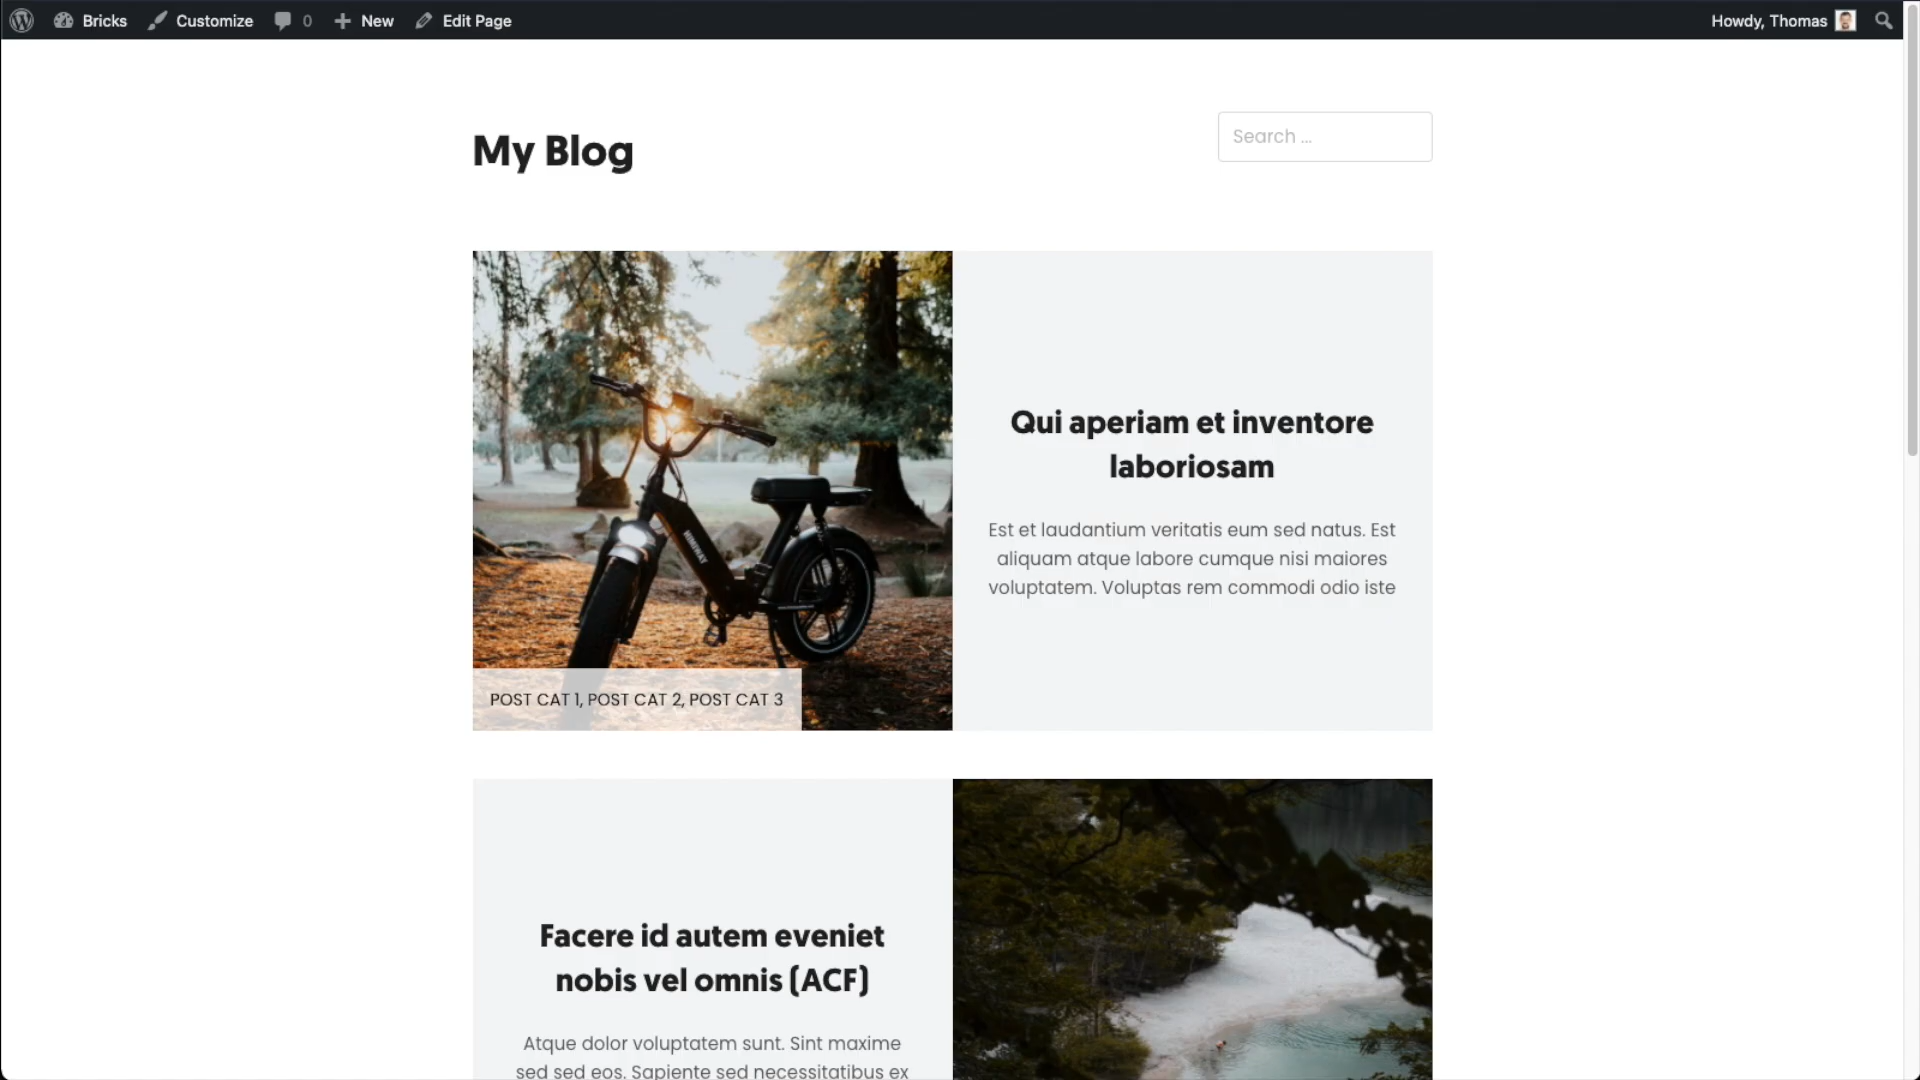 Bricks Customize 0 New Edit Page Howdy, Thomas
My Blog
Search ...
Qui aperiam et inventore
laboriosam
Est et laudantium veritatis eum sed natus. Est
aliquam atque labore cumque nisi maiores
voluptatem. Voluptas rem commodi odio iste
POST CAT 1, POST CAT 2, POST CAT 3
Facere id autem eveniet
nobis vel omnis (ACF)
Atque dolor voluptatem sunt. Sint maxime
sed sed eos. Sapiente sed necessitatibus ex